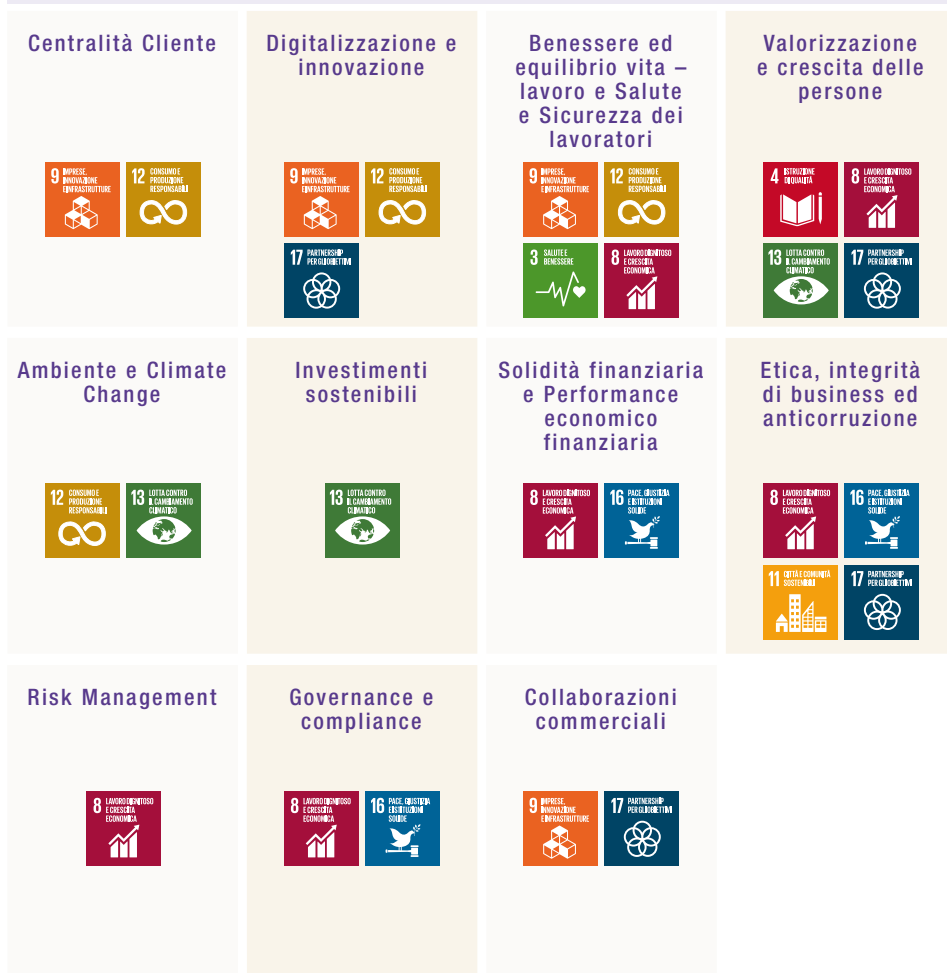 Centralità Cliente
9 IMPRESE,
INNOVAZIONE
E INFRASTRUTTURE
12 CONSUMO E
PRODUZIONE
RESPONSABILI
Digitalizzazione e
innovazione
9 IMPRESE,
INNOVAZIONE
E INFRASTRUTTURE
12 CONSUMO E
PRODUZIONE
RESPONSABILI
17 PARTNERSHIP
PER GLI OBIETTIVI
Benessere ed
equilibrio vita –
lavoro e Salute
e Sicurezza dei
lavoratori
9 IMPRESE,
INNOVAZIONE
E INFRASTRUTTURE
12 CONSUMO E
PRODUZIONE
RESPONSABILI
3 SALUTE E
BENESSERE
8 LAVORO DIGNITOSO
E CRESCITA
ECONOMICA
Valorizzazione
e crescita delle
persone
4 ISTRUZIONE
DI QUALITÀ
8 LAVORO DIGNITOSO
E CRESCITA
ECONOMICA
13 LOTTA CONTRO
IL CAMBIAMENTO
CLIMATICO
17 PARTNERSHIP
PER GLI OBIETTIVI
Ambiente e Climate
Change
12 CONSUMO E
PRODUZIONE
RESPONSABILI
13 LOTTA CONTRO
IL CAMBIAMENTO
CLIMATICO
Investimenti
sostenibili
13 LOTTA CONTRO
IL CAMBIAMENTO
CLIMATICO
Solidità finanziaria
e Performance
economico
finanziaria
8 LAVORO DIGNITOSO
E CRESCITA
ECONOMICA
16 PACE, GIUSTIZIA
E ISTITUZIONI
SOLIDE
Etica, integrità
di business ed
anticorruzione
8 LAVORO DIGNITOSO
E CRESCITA
ECONOMICA
16 PACE, GIUSTIZIA
E ISTITUZIONI
SOLIDE
11 CITTÀ E COMUNITÀ
SOSTENIBILI
17 PARTNERSHIP
PER GLI OBIETTIVI
Risk Management
8 LAVORO DIGNITOSO
E CRESCITA
ECONOMICA
Governance e
compliance
8 LAVORO DIGNITOSO
E CRESCITA
ECONOMICA
16 PACE, GIUSTIZIA
E ISTITUZIONI
SOLIDE
Collaborazioni
commerciali
9 IMPRESE,
INNOVAZIONE
E INFRASTRUTTURE
17 PARTNERSHIP
PER GLI OBIETTIVI